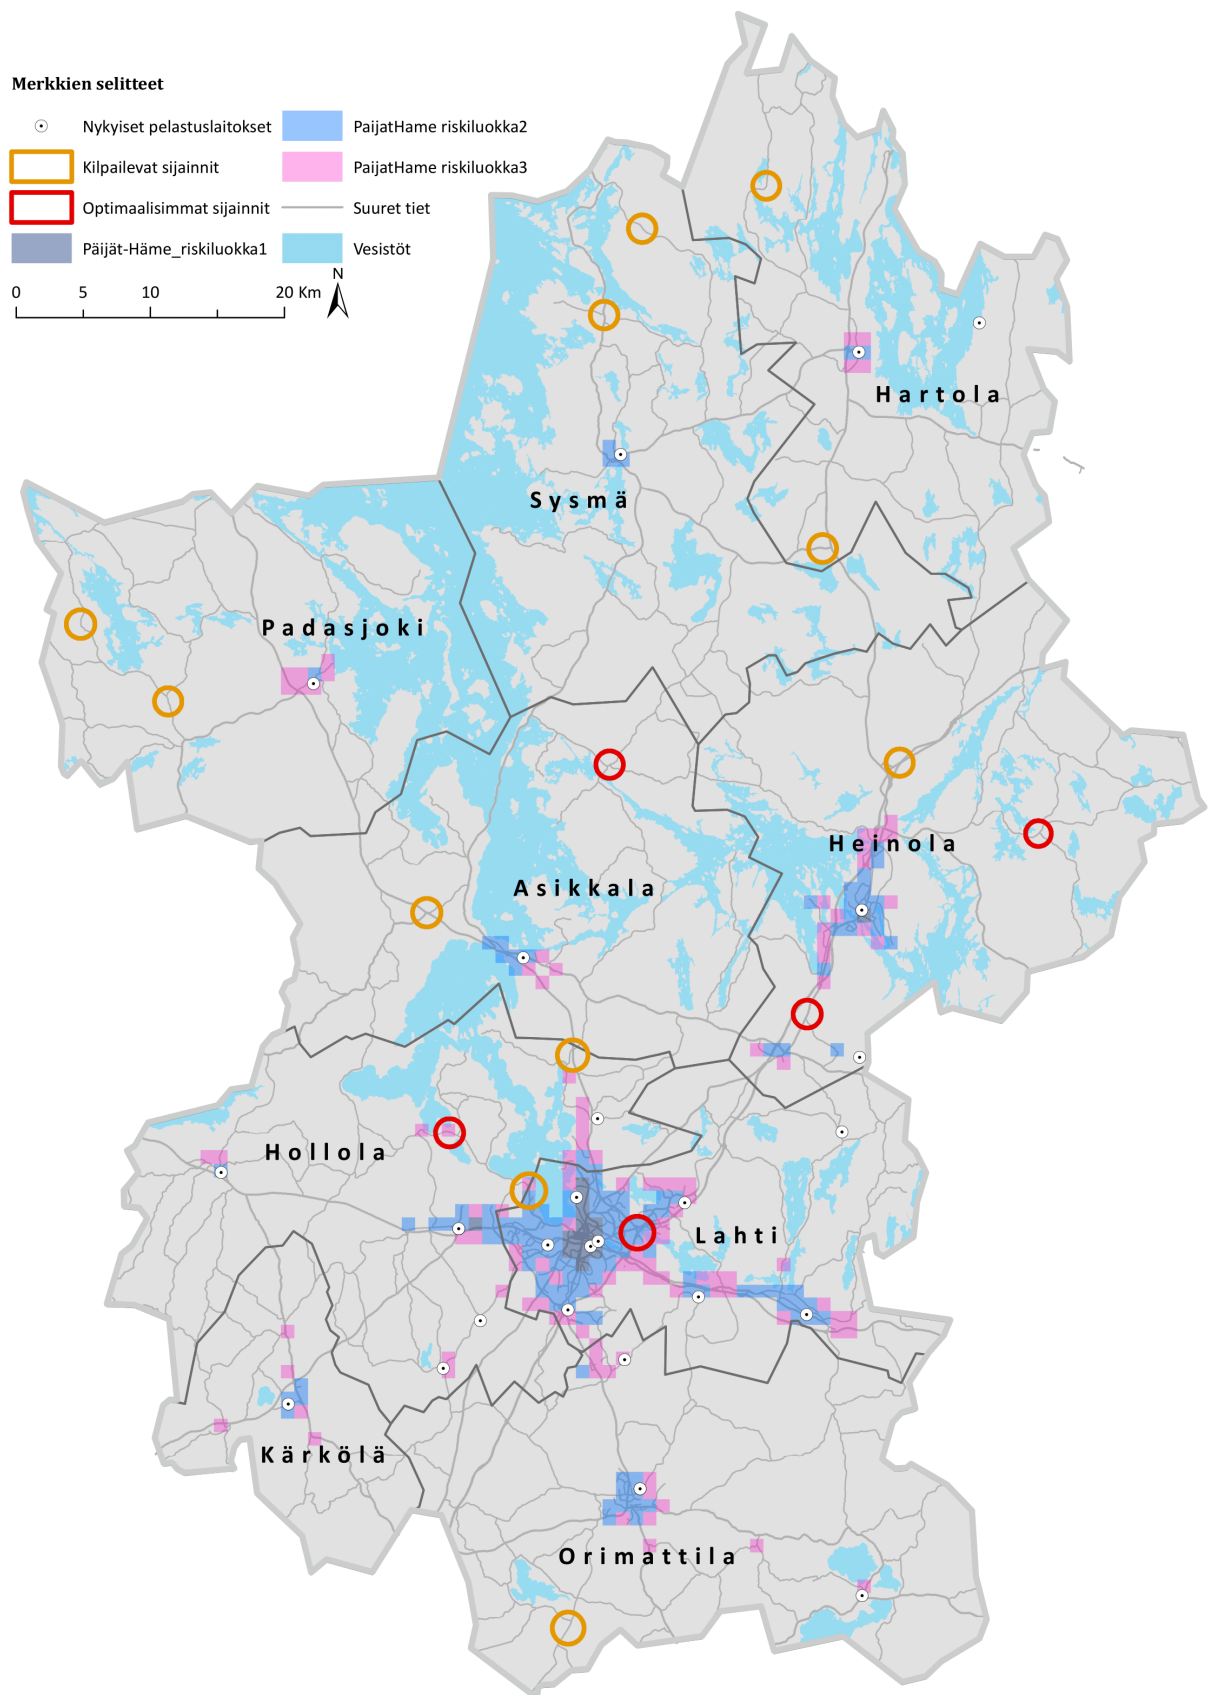 Merkkien selitteet
Nykyiset pelastuslaitokset
Kilpailevat sijainnit
Optimaalisimmat sijainnit
Päijät-Häme_riskiluokka1
PaijatHame riskiluokka2
PaijatHame riskiluokka3
Suuret tiet
Vesistöt
N
0 5 10 20 Km
Hartola
Sysmä
Padasjoki
Heinola
Asikkala
Hollola
Lahti
Kärkölä
Orimattila